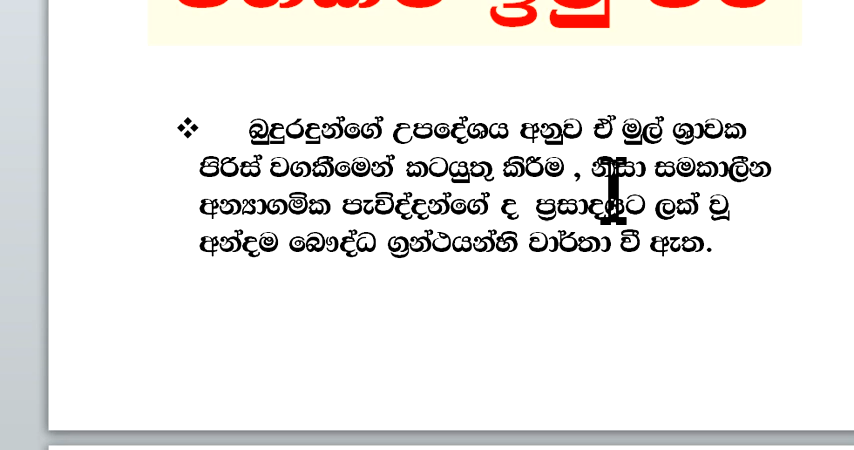 ❖ බුදුරදුන්ගේ උපදේශය අනුව ඒ මුල් ශ්‍රාවක
පිරිස් වගකීමෙන් කටයුතු කිරීම , නිසා සමකාලීන
අන්‍යාගමික පැවිද්දන්ගේ ද ප්‍රසාදයට ලක් වූ
අන්දම බෞද්ධ ග්‍රන්ථයන්හි වාර්තා වී ඇත.